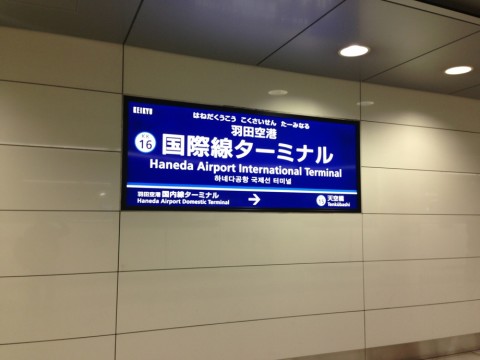 KEIKYU
はねだくうこう こくさいせん たーみなる
羽田空港
16
国際線ターミナル
Haneda Airport International Terminal
하네다공항 국제선 터미널
羽田空港 国内線ターミナル
Haneda Airport Domestic Terminal
→
天空橋
Tenkūbashi